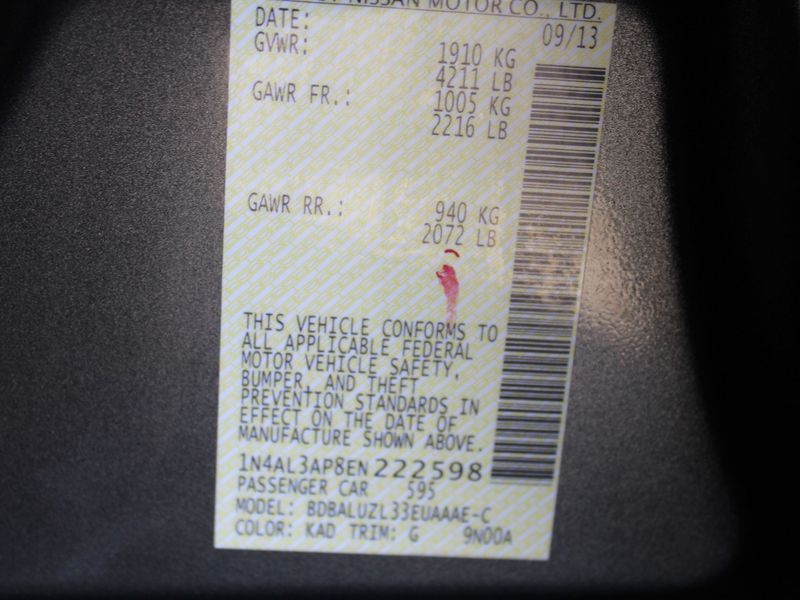 NISSAN MOTOR CO., LTD.
DATE: 09/13
GVWR: 1910 KG
4211 LB
GAWR FR.: 1005 KG
2216 LB
GAWR RR.: 940 KG
2072 LB
THIS VEHICLE CONFORMS TO
ALL APPLICABLE FEDERAL
MOTOR VEHICLE SAFETY,
BUMPER, AND THEFT
PREVENTION STANDARDS IN
EFFECT ON THE DATE OF
MANUFACTURE SHOWN ABOVE.
1N4AL3AP8EN222598
PASSENGER CAR 595
MODEL: BDBALUZL33EUAAAE-C
COLOR: KAD TRIM: G 9N00A